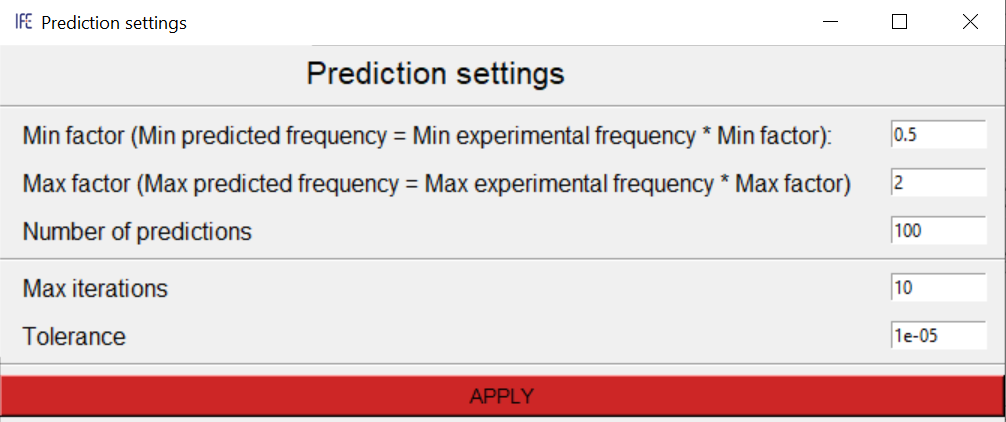 IFE Prediction settings
Prediction settings
Min factor (Min predicted frequency = Min experimental frequency * Min factor): 0.5
Max factor (Max predicted frequency = Max experimental frequency * Max factor) 2
Number of predictions 100
Max iterations 10
Tolerance 1e-05
APPLY